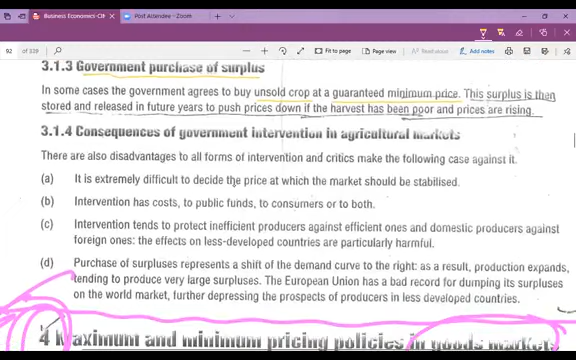 Business Economics-CIM
Post Attendee - Zoom
92
of 339
Fit to page
Page view
Read aloud
Add notes
3.1.3 Government purchase of surplus
In some cases the government agrees to buy unsold crop at a guaranteed minimum price. This surplus is then
stored and released in future years to push prices down if the harvest has been poor and prices are rising.
3.1.4 Consequences of government intervention in agricultural markets
There are also disadvantages to all forms of intervention and critics make the following case against it.
(a) It is extremely difficult to decide the price at which the market should be stabilised.
(b) Intervention has costs, to public funds, to consumers or to both.
(c) Intervention tends to protect inefficient producers against efficient ones and domestic producers against
foreign ones: the effects on less-developed countries are particularly harmful.
(d) Purchase of surpluses represents a shift of the demand curve to the right: as a result, production expands,
tending to produce very large surpluses. The European Union has a bad record for dumping its surpluses
on the world market, further depressing the prospects of producers in less developed countries.
4 Maximum and minimum pricing policies in goods markets